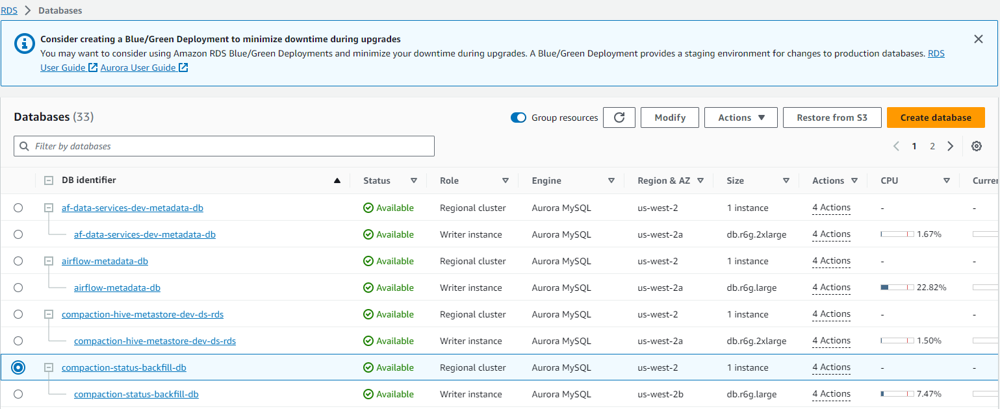 RDS > Databases
Consider creating a Blue/Green Deployment to minimize downtime during upgrades
You may want to consider using Amazon RDS Blue/Green Deployments and minimize your downtime during upgrades. A Blue/Green Deployment provides a staging environment for changes to production databases. RDS
User Guide Aurora User Guide
Databases (33) Group resources Modify Actions Restore from S3 Create database
Filter by databases 1 2
DB identifier Status Role Engine Region & AZ Size Actions CPU
af-data-services-dev-metadata-db Available Regional cluster Aurora MySQL us-west-2 1 instance 4 Actions - -
af-data-services-dev-metadata-db Available Writer instance Aurora MySQL us-west-2a db.r6g.2xlarge 4 Actions 1.67%
airflow-metadata-db Available Regional cluster Aurora MySQL us-west-2 1 instance 4 Actions - -
airflow-metadata-db Available Writer instance Aurora MySQL us-west-2a db.r6g.large 4 Actions 22.82%
compaction-hive-metastore-dev-ds-rds Available Regional cluster Aurora MySQL us-west-2 1 instance 4 Actions - -
compaction-hive-metastore-dev-ds-rds Available Writer instance Aurora MySQL us-west-2a db.r6g.2xlarge 4 Actions 1.50%
compaction-status-backfill-db Available Regional cluster Aurora MySQL us-west-2 1 instance 4 Actions - -
compaction-status-backfill-db Available Writer instance Aurora MySQL us-west-2b db.r6g.large 4 Actions 7.47%